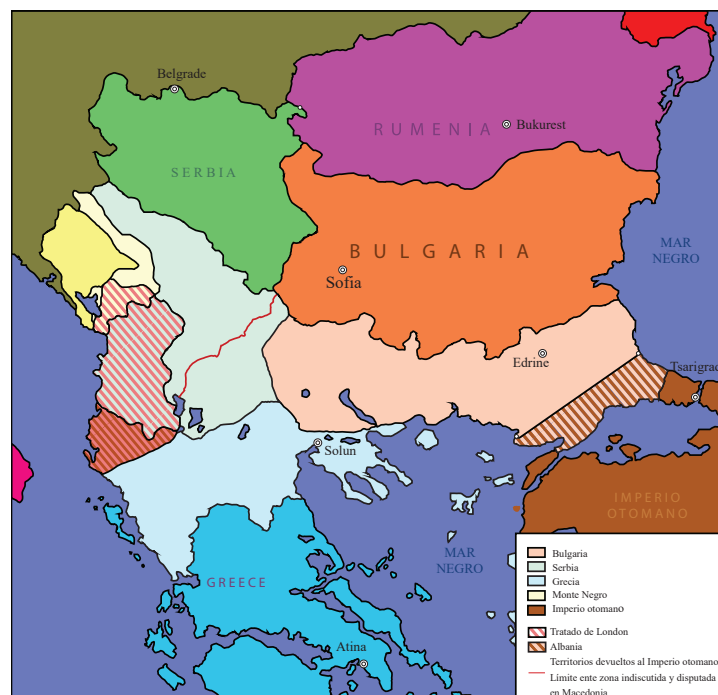 Belgrade
RUMENIA
Bukurest
SERBIA
MAR
NEGRO
BULGARIA
Sofia
Edrine
Tsarigrad
Solun
IMPERIO
OTOMANO
MAR
NEGRO
GREECE
Atina
Bulgaria
Serbia
Grecia
Monte Negro
Imperio otomano
Tratado de London
Albania
Territorios devueltos al Imperio otomano
Límite ente zona indiscutida y disputada
en Macedonia